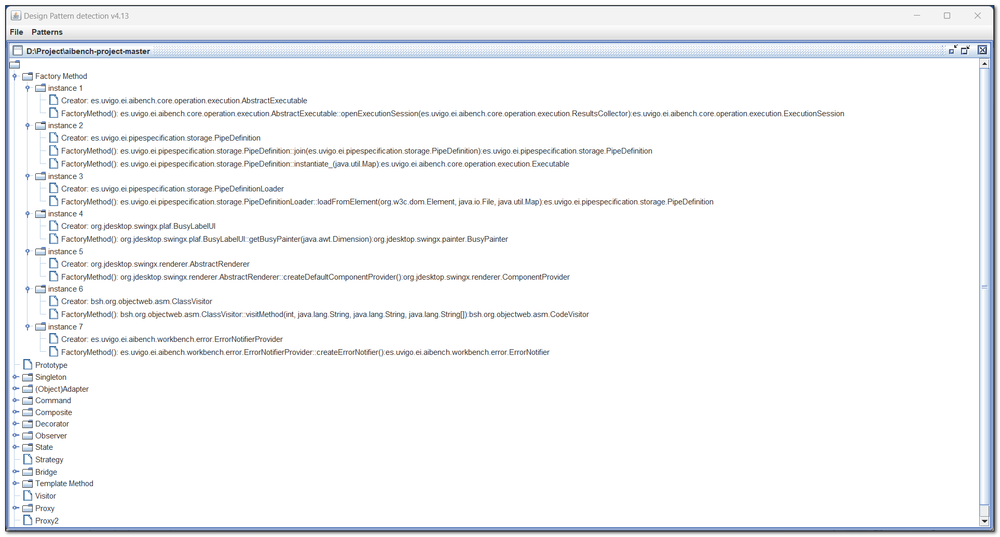 Design Pattern detection v4.13
File Patterns
D:\Project\aibench-project-master
Factory Method
instance 1
Creator: es.uvigo.ei.aibench.core.operation.execution.AbstractExecutable
FactoryMethod(): es.uvigo.ei.aibench.core.operation.execution.AbstractExecutable::openExecutionSession(es.uvigo.ei.aibench.core.operation.execution.ResultsCollector):es.uvigo.ei.aibench.core.operation.execution.ExecutionSession
instance 2
Creator: es.uvigo.ei.pipespecification.storage.PipeDefinition
FactoryMethod(): es.uvigo.ei.pipespecification.storage.PipeDefinition::join(es.uvigo.ei.pipespecification.storage.PipeDefinition):es.uvigo.ei.pipespecification.storage.PipeDefinition
FactoryMethod(): es.uvigo.ei.pipespecification.storage.PipeDefinition::instantiate_(java.util.Map):es.uvigo.ei.aibench.core.operation.execution.Executable
instance 3
Creator: es.uvigo.ei.pipespecification.storage.PipeDefinitionLoader
FactoryMethod(): es.uvigo.ei.pipespecification.storage.PipeDefinitionLoader::loadFromElement(org.w3c.dom.Element, java.io.File, java.util.Map):es.uvigo.ei.pipespecification.storage.PipeDefinition
instance 4
Creator: org.jdesktop.swingx.plaf.BusyLabelUI
FactoryMethod(): org.jdesktop.swingx.plaf.BusyLabelUI::getBusyPainter(java.awt.Dimension):org.jdesktop.swingx.painter.BusyPainter
instance 5
Creator: org.jdesktop.swingx.renderer.AbstractRenderer
FactoryMethod(): org.jdesktop.swingx.renderer.AbstractRenderer::createDefaultComponentProvider():org.jdesktop.swingx.renderer.ComponentProvider
instance 6
Creator: bsh.org.objectweb.asm.ClassVisitor
FactoryMethod(): bsh.org.objectweb.asm.ClassVisitor::visitMethod(int, java.lang.String, java.lang.String, java.lang.String[]):bsh.org.objectweb.asm.CodeVisitor
instance 7
Creator: es.uvigo.ei.aibench.workbench.error.ErrorNotifierProvider
FactoryMethod(): es.uvigo.ei.aibench.workbench.error.ErrorNotifierProvider::createErrorNotifier():es.uvigo.ei.aibench.workbench.error.ErrorNotifier
Prototype
Singleton
(Object)Adapter
Command
Composite
Decorator
Observer
State
Strategy
Bridge
Template Method
Visitor
Proxy
Proxy2